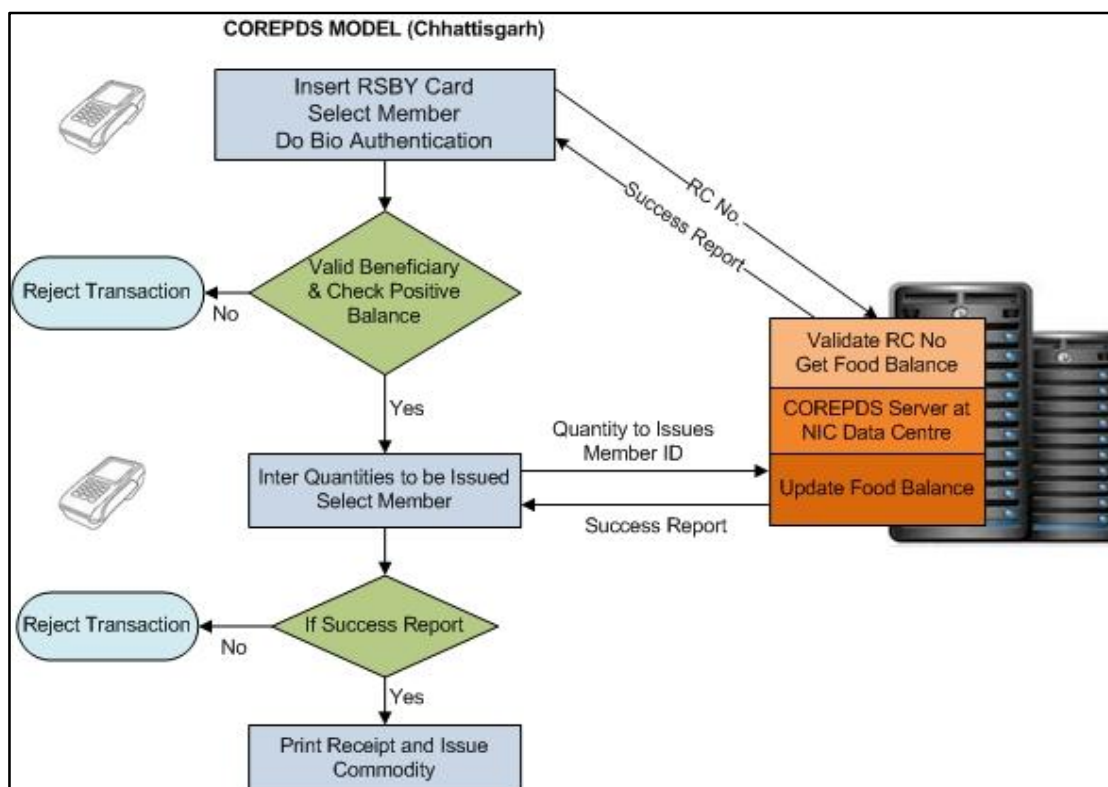 COREPDS MODEL (Chhattisgarh)
Insert RSBY Card
Select Member
Do Bio Authentication
RC No.
Success Report
Valid Beneficiary
& Check Positive
Balance
No
Reject Transaction
Yes
Validate RC No
Get Food Balance
COREPDS Server at
NIC Data Centre
Update Food Balance
Quantity to Issues
Member ID
Inter Quantities to be Issued
Select Member
Success Report
If Success Report
No
Reject Transaction
Yes
Print Receipt and Issue
Commodity